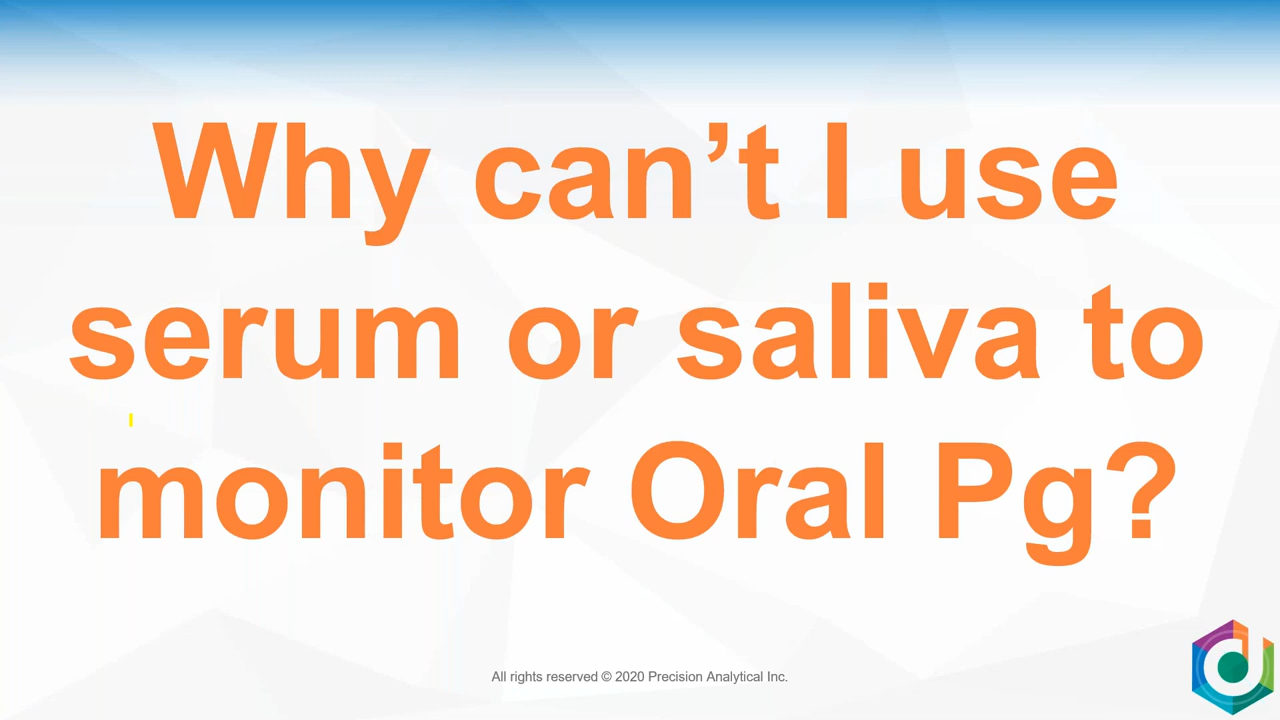 Why can’t I use
serum or saliva to
monitor Oral Pg?
All rights reserved © 2020 Precision Analytical Inc.